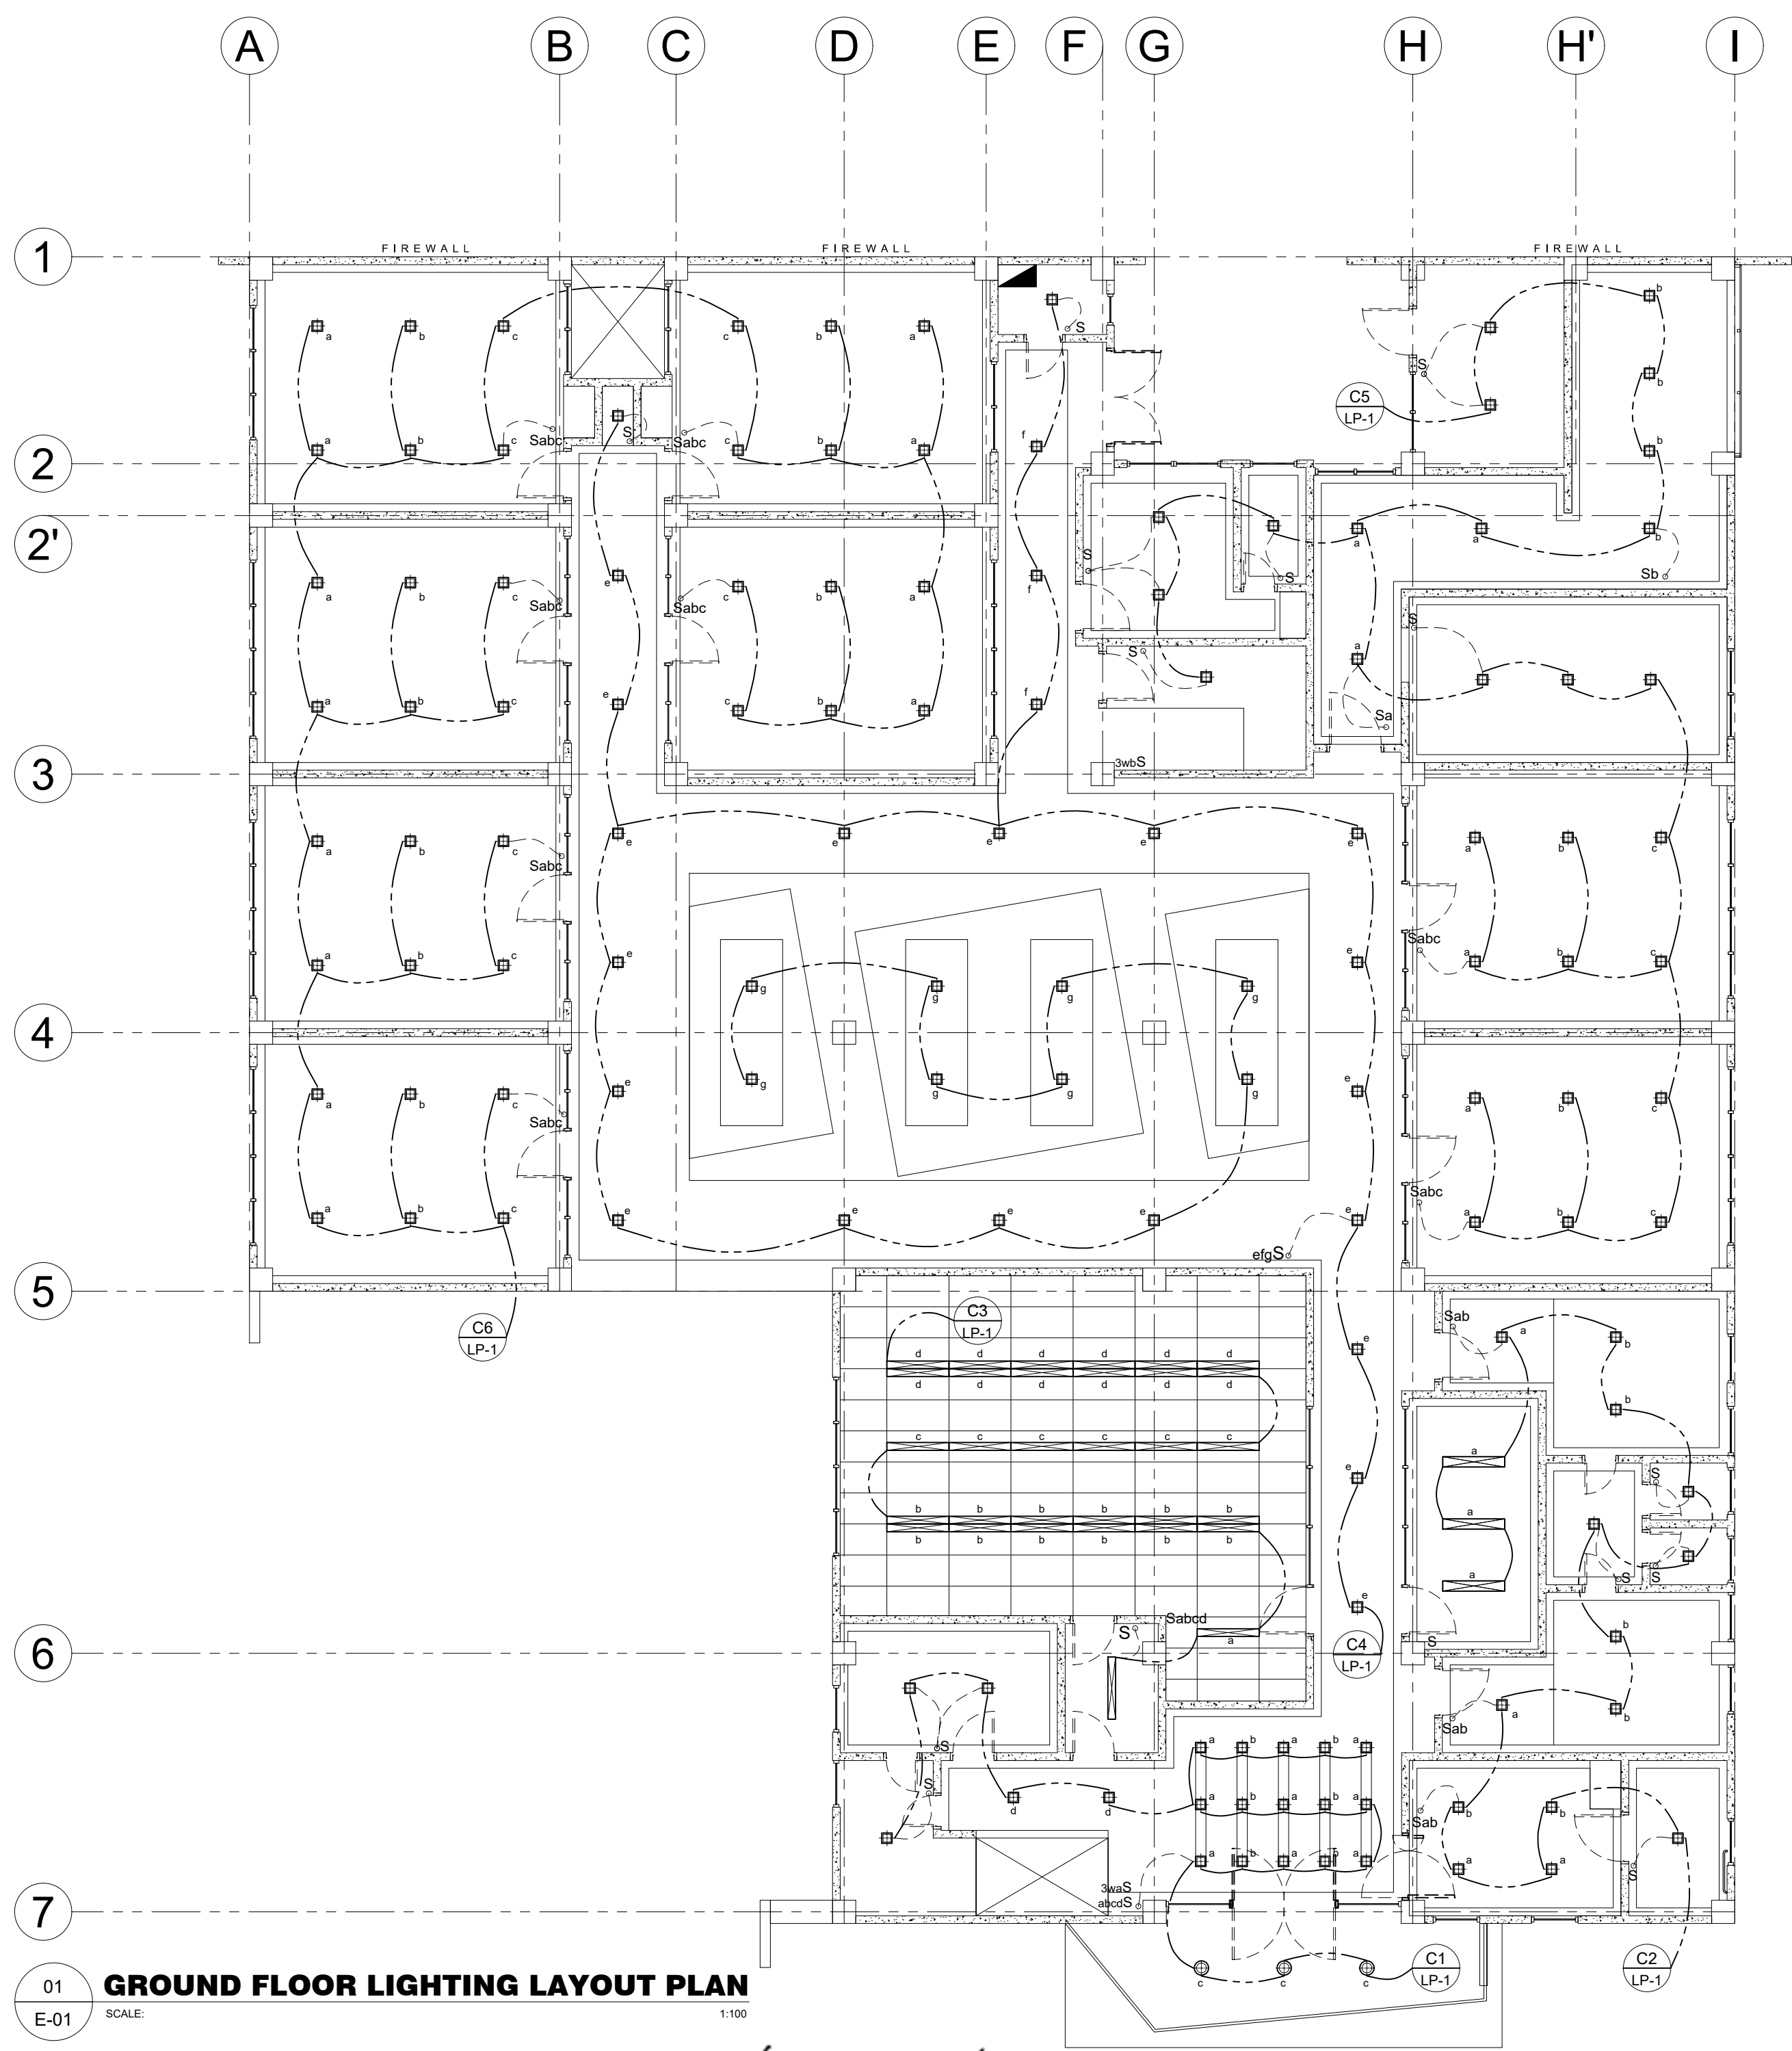 A B C D E F G H H' I
1
FIREWALL FIREWALL FIREWALL
b
a b c c b a S
S
b
C5
LP-1
S
a b c Sabc Sabc c b a f b
2
2'
S S a a b
Sb
a b c Sabc e Sabc c b a f
S
S a
a b c e c b a f
Sa
3
3wbS
e e e e e
a b c Sabc
a b c
Sabc
a b c e e a b c
g g g g
4
g g g g
e e
a b c Sabc
a b c
Sabc
a b c e e e e e a b c
efgS
5
C6
LP-1
C3
LP-1
Sab a b
d d d d d d
d d d d d d
e
b
c c c c c c
a
S
b b b b b b
b b b b b b
e
a
S S
a
e
Sabcd
S
a
b
S
6
C4
LP-1
S
Sab a b
a b a b a
S
d d
a b a b a
Sab b b
a b a b a
a a
S
3waS
abcdS
7
c c c
C1
LP-1
C2
LP-1
01
E-01
GROUND FLOOR LIGHTING LAYOUT PLAN
SCALE: 1:100